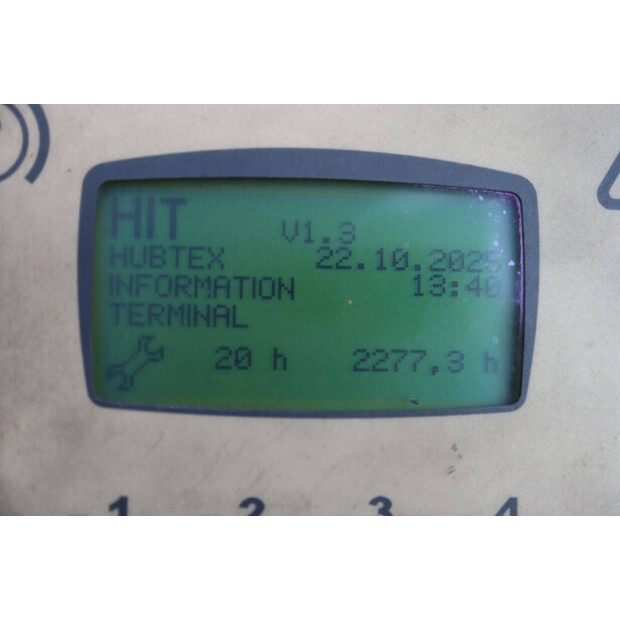 HIT V1.3
HUBTEX 22.10.2025
INFORMATION 13:40
TERMINAL
20 h 2277,3 h
1 2 3 4